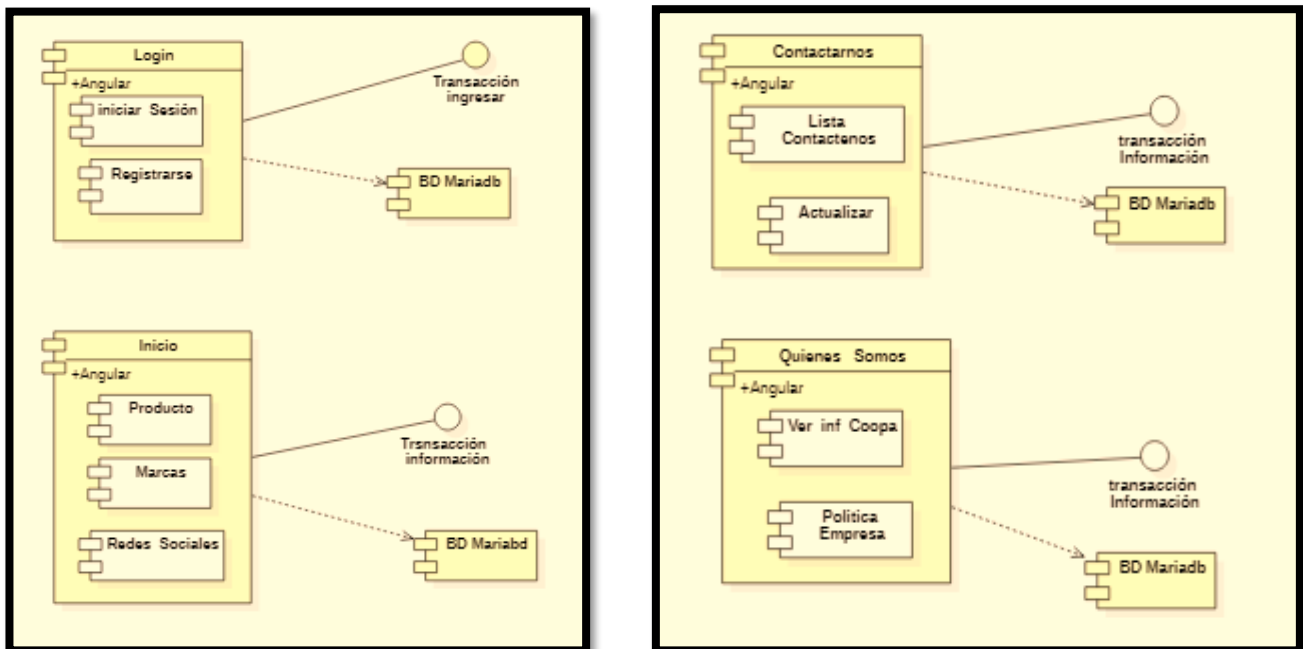 Login
+Angular
iniciar Sesión
Registrarse
Transacción
ingresar
BD Mariadb
Inicio
+Angular
Producto
Marcas
Redes Sociales
Trsnsacción
información
BD Mariabd
Contactarnos
+Angular
Lista
Contactenos
Actualizar
transacción
Información
BD Mariadb
Quienes Somos
+Angular
Ver inf Coopa
Politica
Empresa
transacción
Información
BD Mariadb